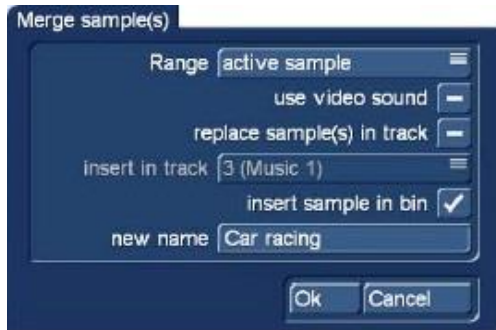 Merge sample(s)
Range active sample
use video sound
replace sample(s) in track
insert in track 3 (Music 1)
insert sample in bin
new name Car racing
Ok Cancel